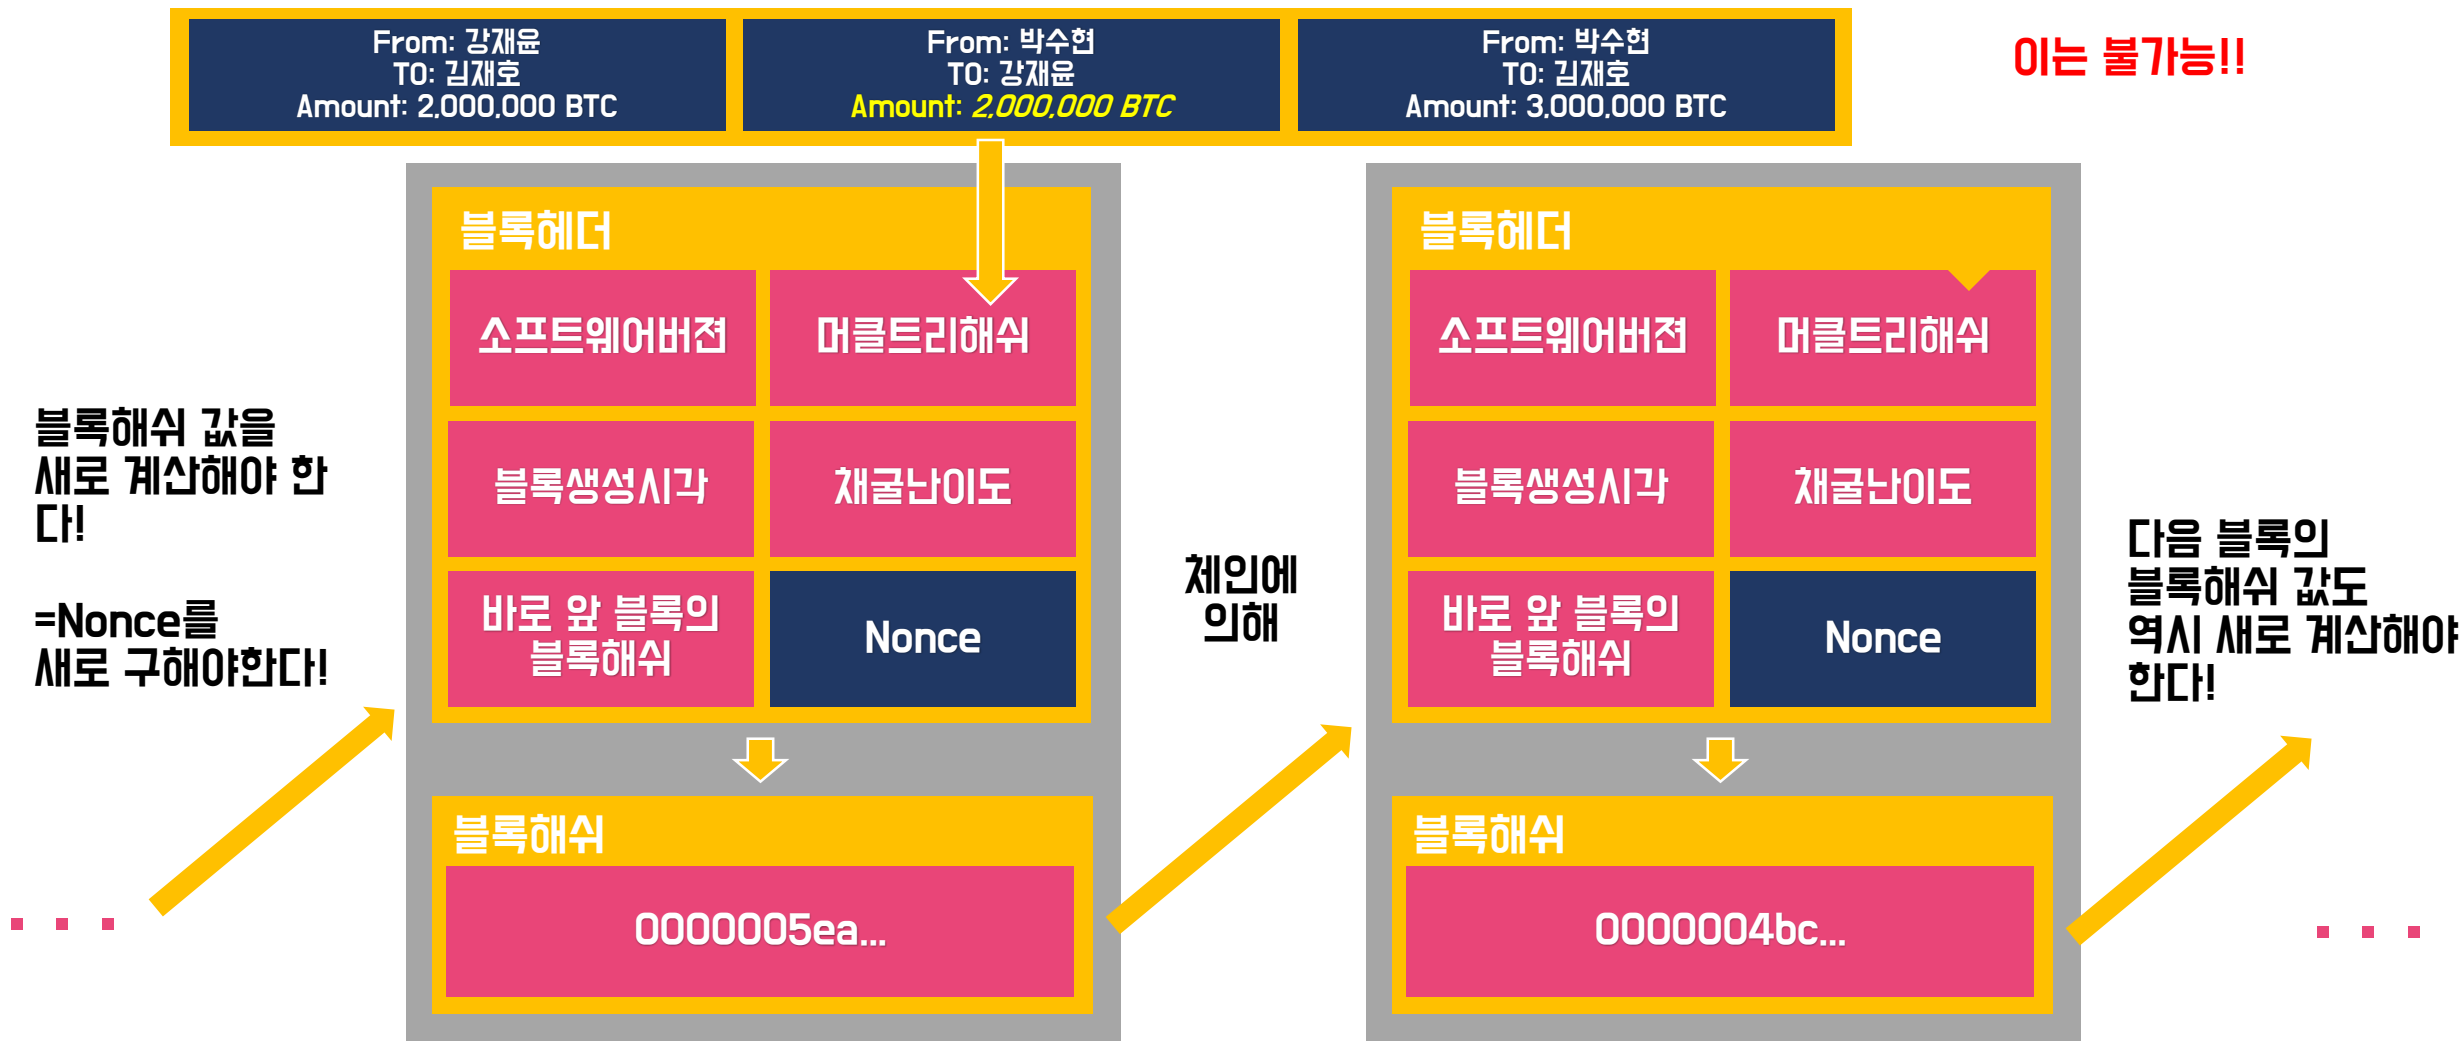 From: 강재윤
TO: 김재호
Amount: 2,000,000 BTC
From: 박수현
TO: 강재윤
Amount: 2,000,000 BTC
From: 박수현
TO: 김재호
Amount: 3,000,000 BTC
이는 불가능!!
블록해쉬 값을
새로 계산해야 한
다!
=Nonce를
새로 구해야한다!
블록헤더
소프트웨어버젼
머클트리해쉬
블록생성시각
채굴난이도
바로 앞 블록의
블록해쉬
Nonce
블록해쉬
0000005ea...
체인에
의해
블록헤더
소프트웨어버젼
머클트리해쉬
블록생성시각
채굴난이도
바로 앞 블록의
블록해쉬
Nonce
블록해쉬
0000004bc...
다음 블록의
블록해쉬 값도
역시 새로 계산해야
한다!